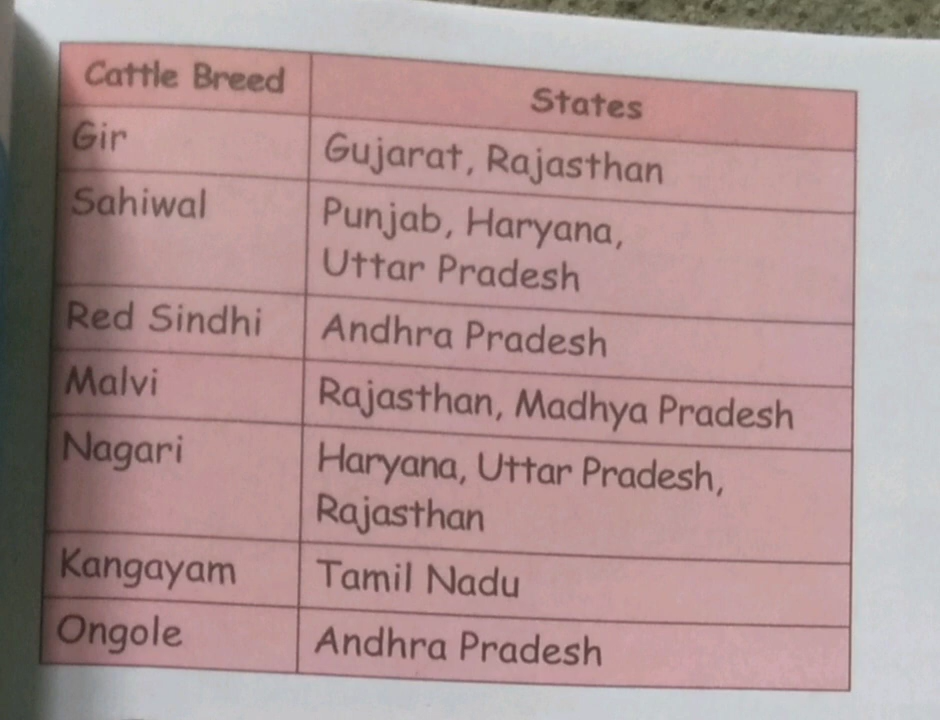 Cattle Breed States
Gir Gujarat, Rajasthan
Sahiwal Punjab, Haryana,
Uttar Pradesh
Red Sindhi Andhra Pradesh
Malvi Rajasthan, Madhya Pradesh
Nagari Haryana, Uttar Pradesh,
Rajasthan
Kangayam Tamil Nadu
Ongole Andhra Pradesh